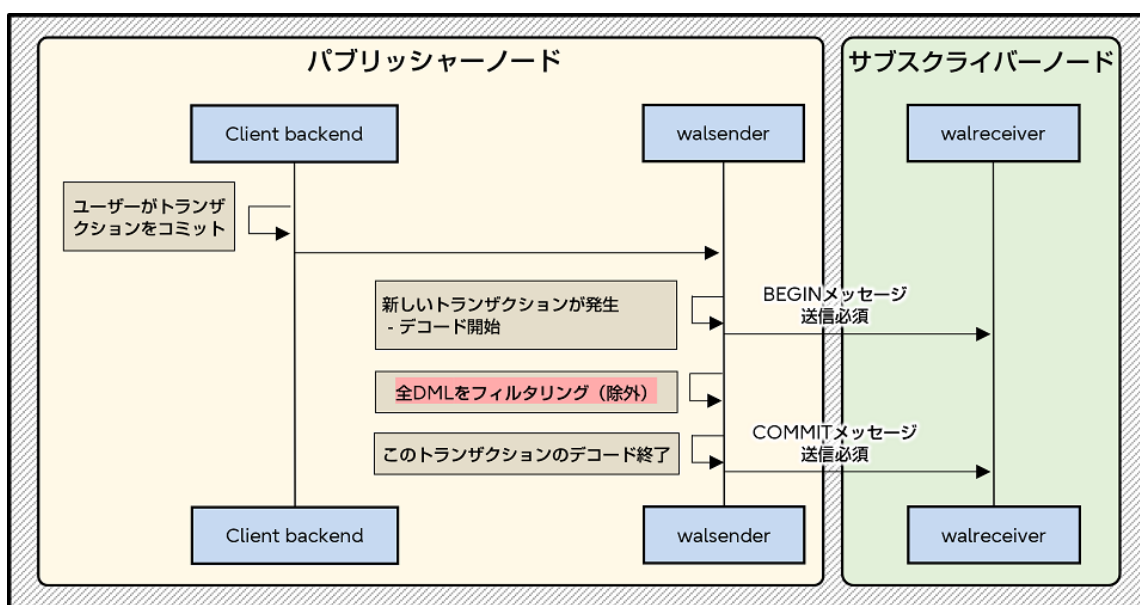 パブリッシャーノード
サブスクライバーノード
Client backend
walsender
walreceiver
ユーザーがトランザ
クションをコミット
新しいトランザクションが発生
- デコード開始
BEGINメッセージ
送信必須
全DMLをフィルタリング（除外）
このトランザクションのデコード終了
COMMITメッセージ
送信必須
Client backend
walsender
walreceiver